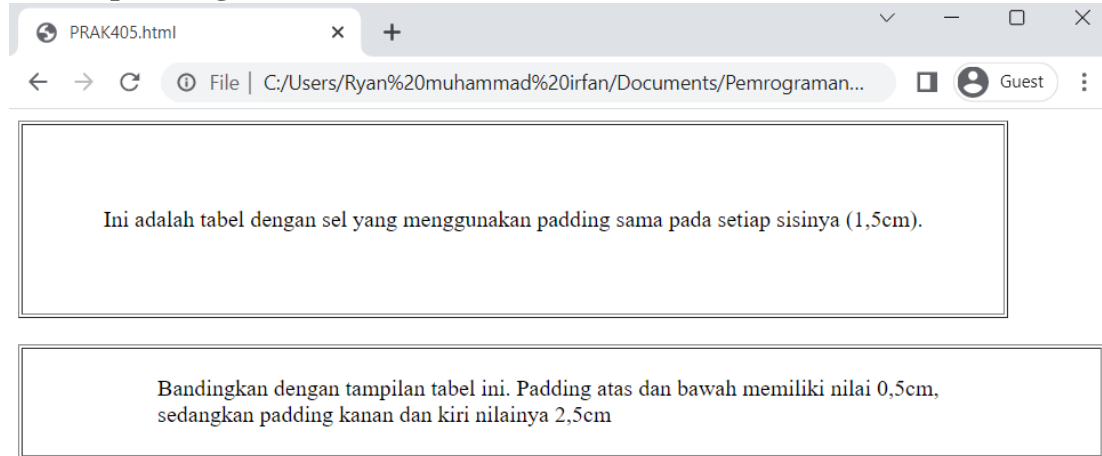 PRAK405.html
File | C:/Users/Ryan%20muhammad%20irfan/Documents/Pemrograman...
Guest
Ini adalah tabel dengan sel yang menggunakan padding sama pada setiap sisinya (1,5cm).
Bandingkan dengan tampilan tabel ini. Padding atas dan bawah memiliki nilai 0,5cm,
sedangkan padding kanan dan kiri nilainya 2,5cm